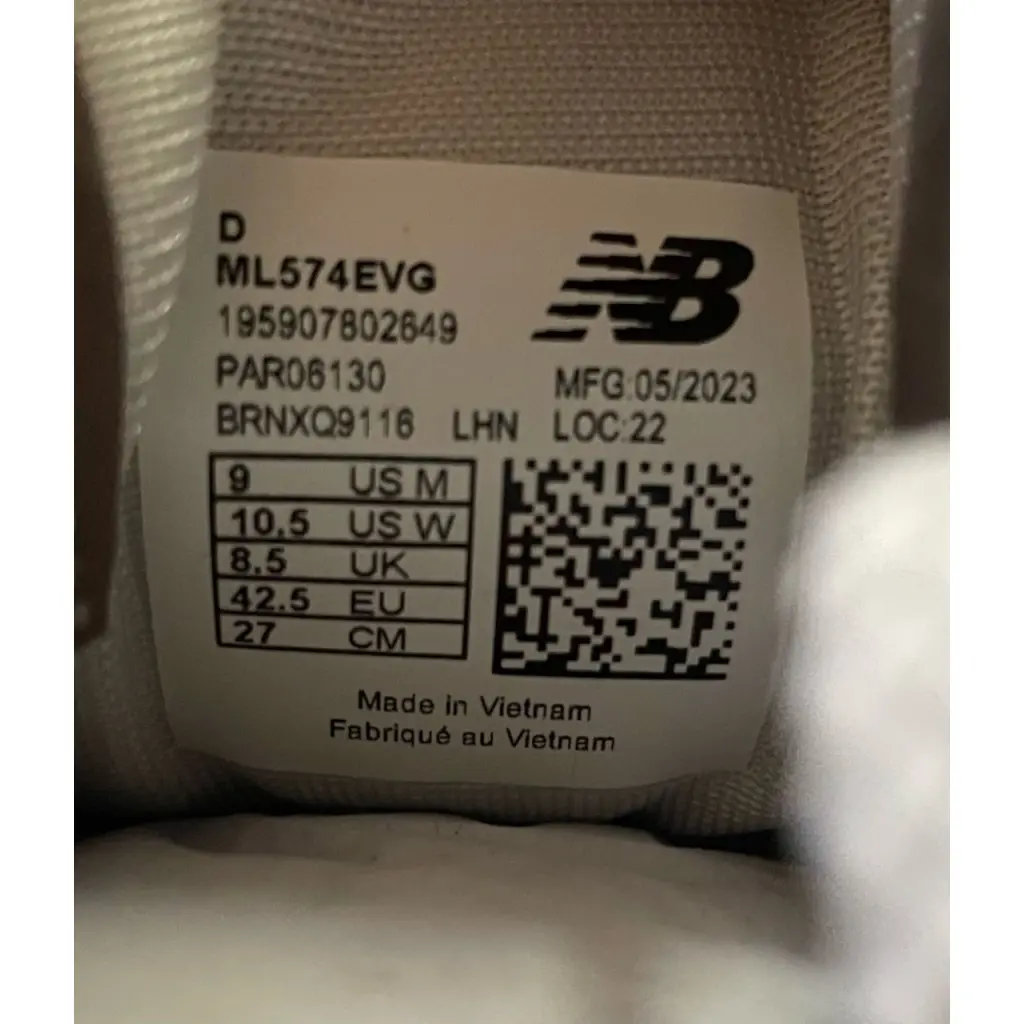 D
ML574EVG
195907802649
PAR06130
MFG:05/2023
BRNXQ9116 LHN LOC:22
NB
9 US M
10.5 US W
8.5 UK
42.5 EU
27 CM
Made in Vietnam
Fabriqué au Vietnam